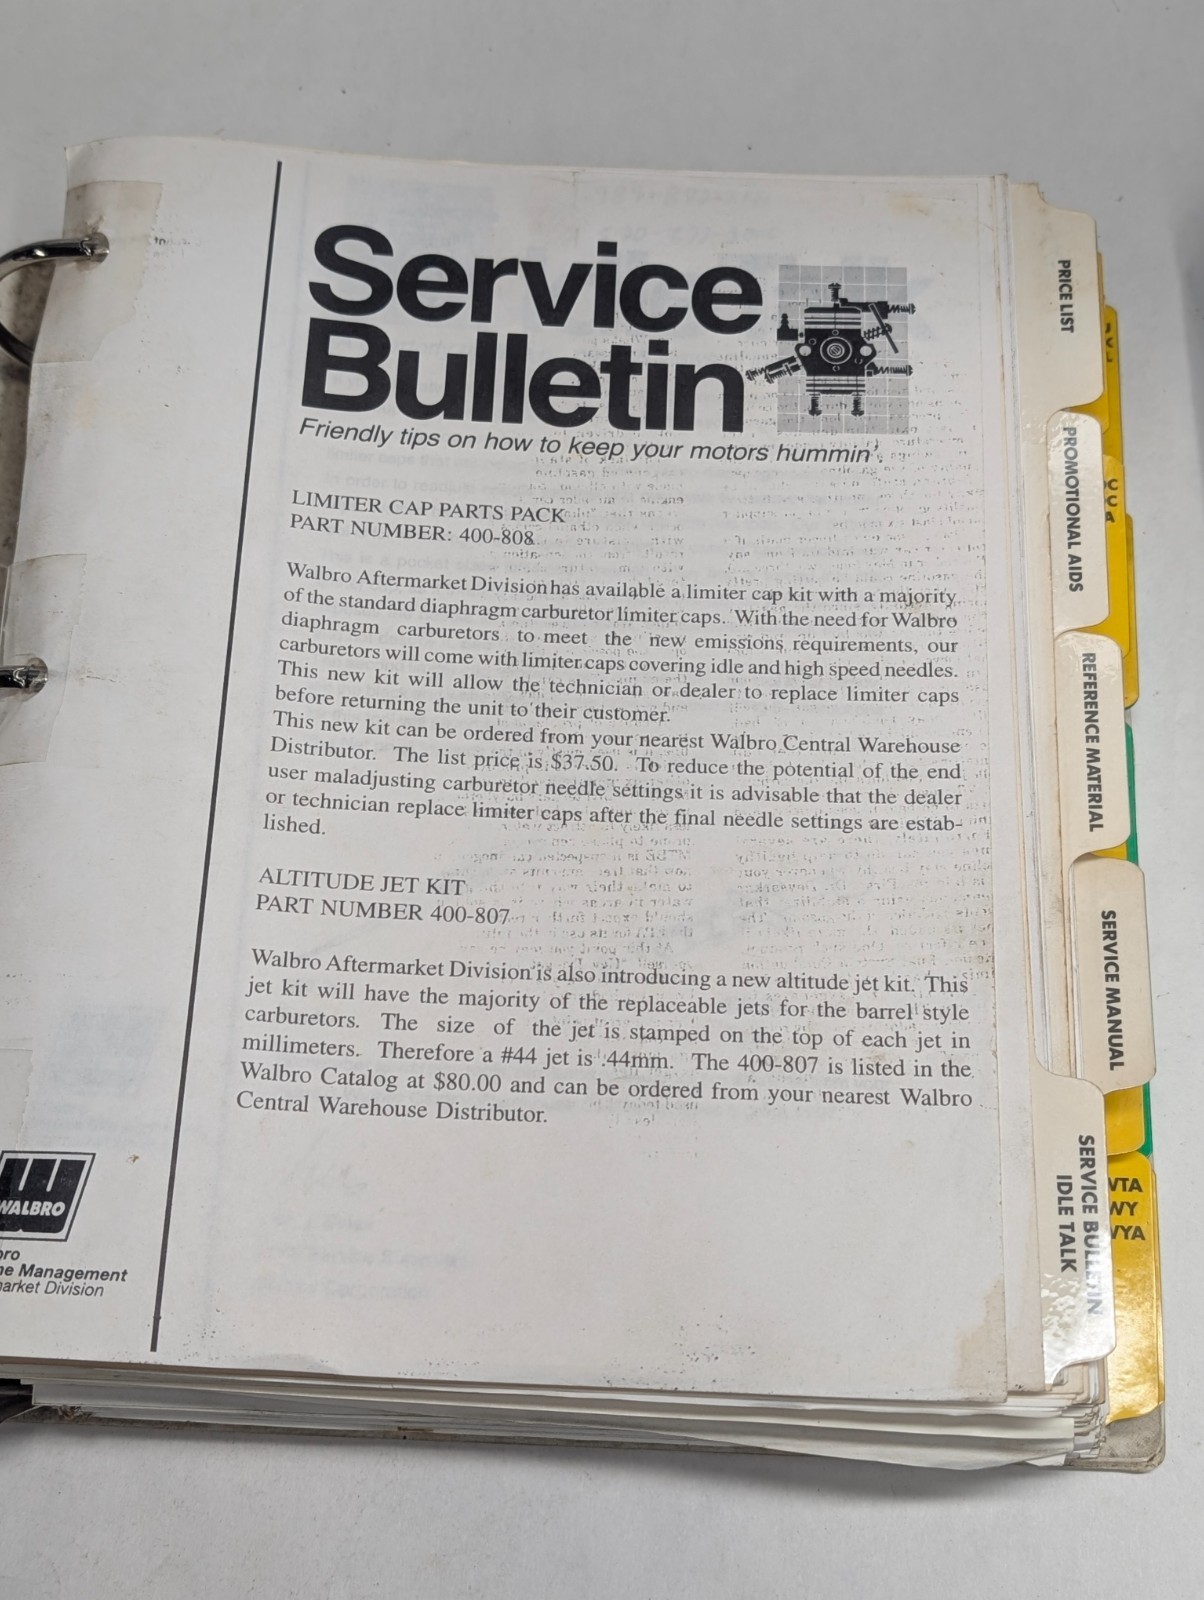 Service
Bulletin
Friendly tips on how to keep your motors hummin'
LIMITER CAP PARTS PACK
PART NUMBER: 400-808
Walbro Aftermarket Division has available a limiter cap kit with a majority
of the standard diaphragm carburetor limiter caps. With the need for Walbro
diaphragm carburetors to meet the new emissions requirements, our
carburetors will come with limiter caps covering idle and high speed needles.
This new kit will allow the technician or dealer to replace limiter caps
before returning the unit to their customer.
This new kit can be ordered from your nearest Walbro Central Warehouse
Distributor. The list price is $37.50. To reduce the potential of the end
user maladjusting carburetor needle settings it is advisable that the dealer
or technician replace limiter caps after the final needle settings are estab-
lished.
ALTITUDE JET KIT
PART NUMBER 400-807
Walbro Aftermarket Division is also introducing a new altitude jet kit. This
jet kit will have the majority of the replaceable jets for the barrel style
carburetors. The size of the jet is stamped on the top of each jet in
millimeters. Therefore a #44 jet is .44mm. The 400-807 is listed in the
Walbro Catalog at $80.00 and can be ordered from your nearest Walbro
Central Warehouse Distributor.
WALBRO
bro
ne Management
market Division
PRICE LIST
PROMOTIONAL AIDS
REFERENCE MATERIAL
SERVICE MANUAL
SERVICE BULLETIN
IDLE TALK
VTA
WY
WYA